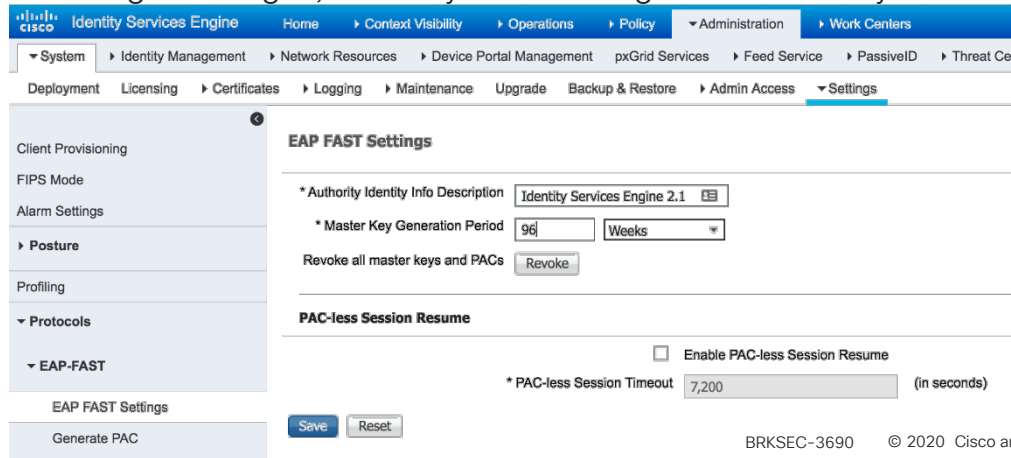 cisco Identity Services Engine Home Context Visibility Operations Policy Administration Work Centers
System Identity Management Network Resources Device Portal Management pxGrid Services Feed Service PassiveID Threat Ce
Deployment Licensing Certificates Logging Maintenance Upgrade Backup & Restore Admin Access Settings
Client Provisioning
FIPS Mode
Alarm Settings
Posture
Profiling
Protocols
EAP-FAST
EAP FAST Settings
Generate PAC
EAP FAST Settings
* Authority Identity Info Description Identity Services Engine 2.1
* Master Key Generation Period 96 Weeks
Revoke all master keys and PACs Revoke
PAC-less Session Resume
Enable PAC-less Session Resume
* PAC-less Session Timeout 7,200 (in seconds)
Save Reset
BRKSEC-3690 © 2020 Cisco a